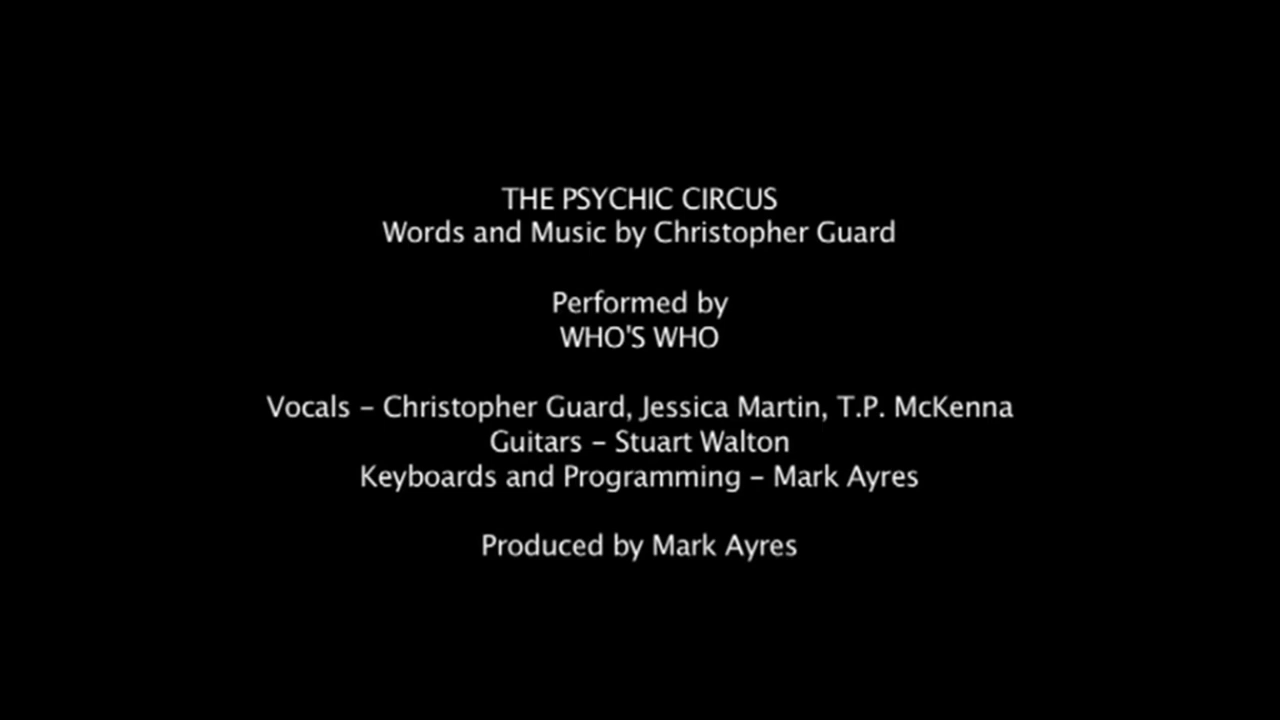 THE PSYCHIC CIRCUS
Words and Music by Christopher Guard
Performed by
WHO'S WHO
Vocals – Christopher Guard, Jessica Martin, T.P. McKenna
Guitars – Stuart Walton
Keyboards and Programming – Mark Ayres
Produced by Mark Ayres